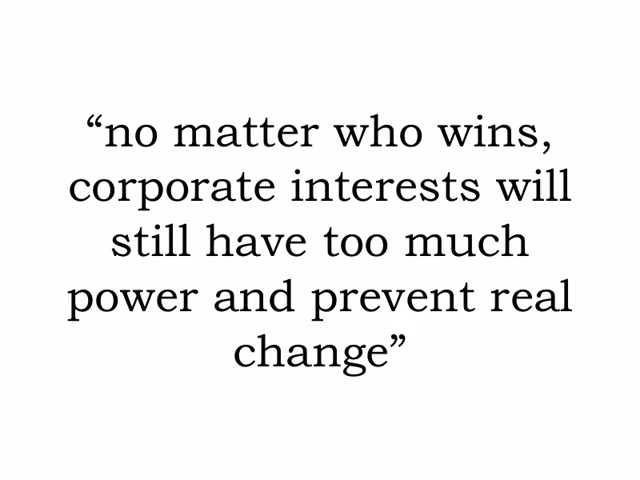 “no matter who wins,
corporate interests will
still have too much
power and prevent real
change”